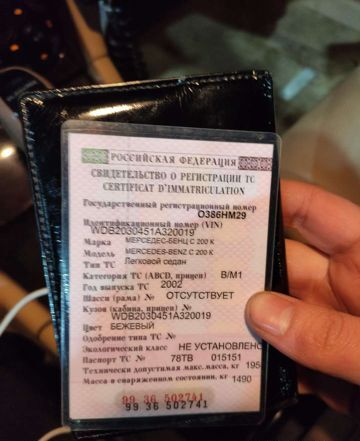 РОССИЙСКАЯ ФЕДЕРАЦИЯ
СВИДЕТЕЛЬСТВО О РЕГИСТРАЦИИ ТС
CERTIFICAT D'IMMATRICULATION
Государственный регистрационный номер
О386НМ29
Идентификационный номер (VIN)
WDB2030451A320019
Марка МЕРСЕДЕС-БЕНЦ С 200 К
Модель MERCEDES-BENZ C 200 K
Тип ТС Легковой седан
Категория ТС (ABCD, прицеп) B/M1
Год выпуска ТС 2002
Шасси (рама) № ОТСУТСТВУЕТ
Кузов (кабина, прицеп) №
WDB2030451A320019
Цвет БЕЖЕВЫЙ
Одобрение типа ТС №
Экологический класс НЕ УСТАНОВЛЕНО
Паспорт ТС № 78ТВ 015151
Технически допустимая макс. масса, кг 195
Масса в снаряженном состоянии, кг 1490
99 36 502741
99 36 502741